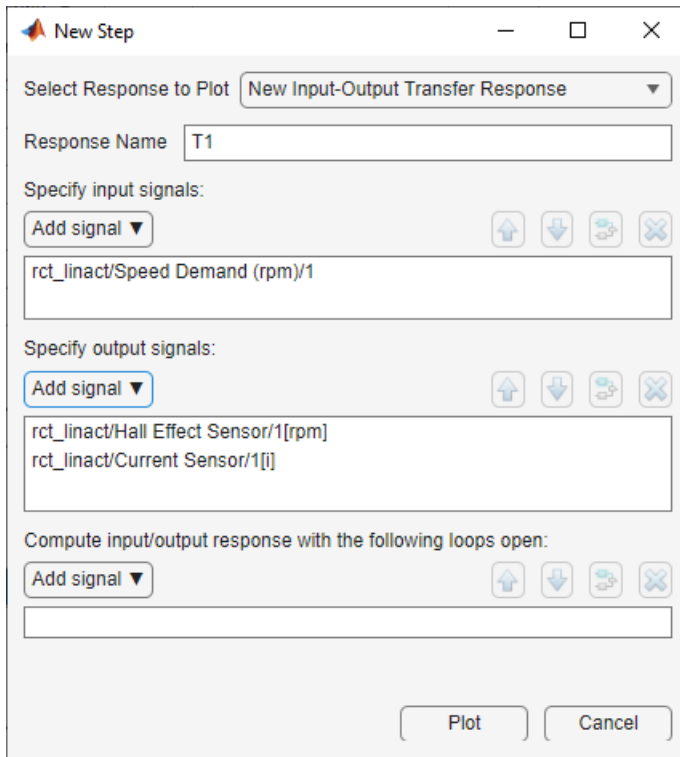 New Step
Select Response to Plot New Input-Output Transfer Response
Response Name T1
Specify input signals:
Add signal ▼
rct_linact/Speed Demand (rpm)/1
Specify output signals:
Add signal ▼
rct_linact/Hall Effect Sensor/1[rpm]
rct_linact/Current Sensor/1[i]
Compute input/output response with the following loops open:
Add signal ▼
Plot Cancel